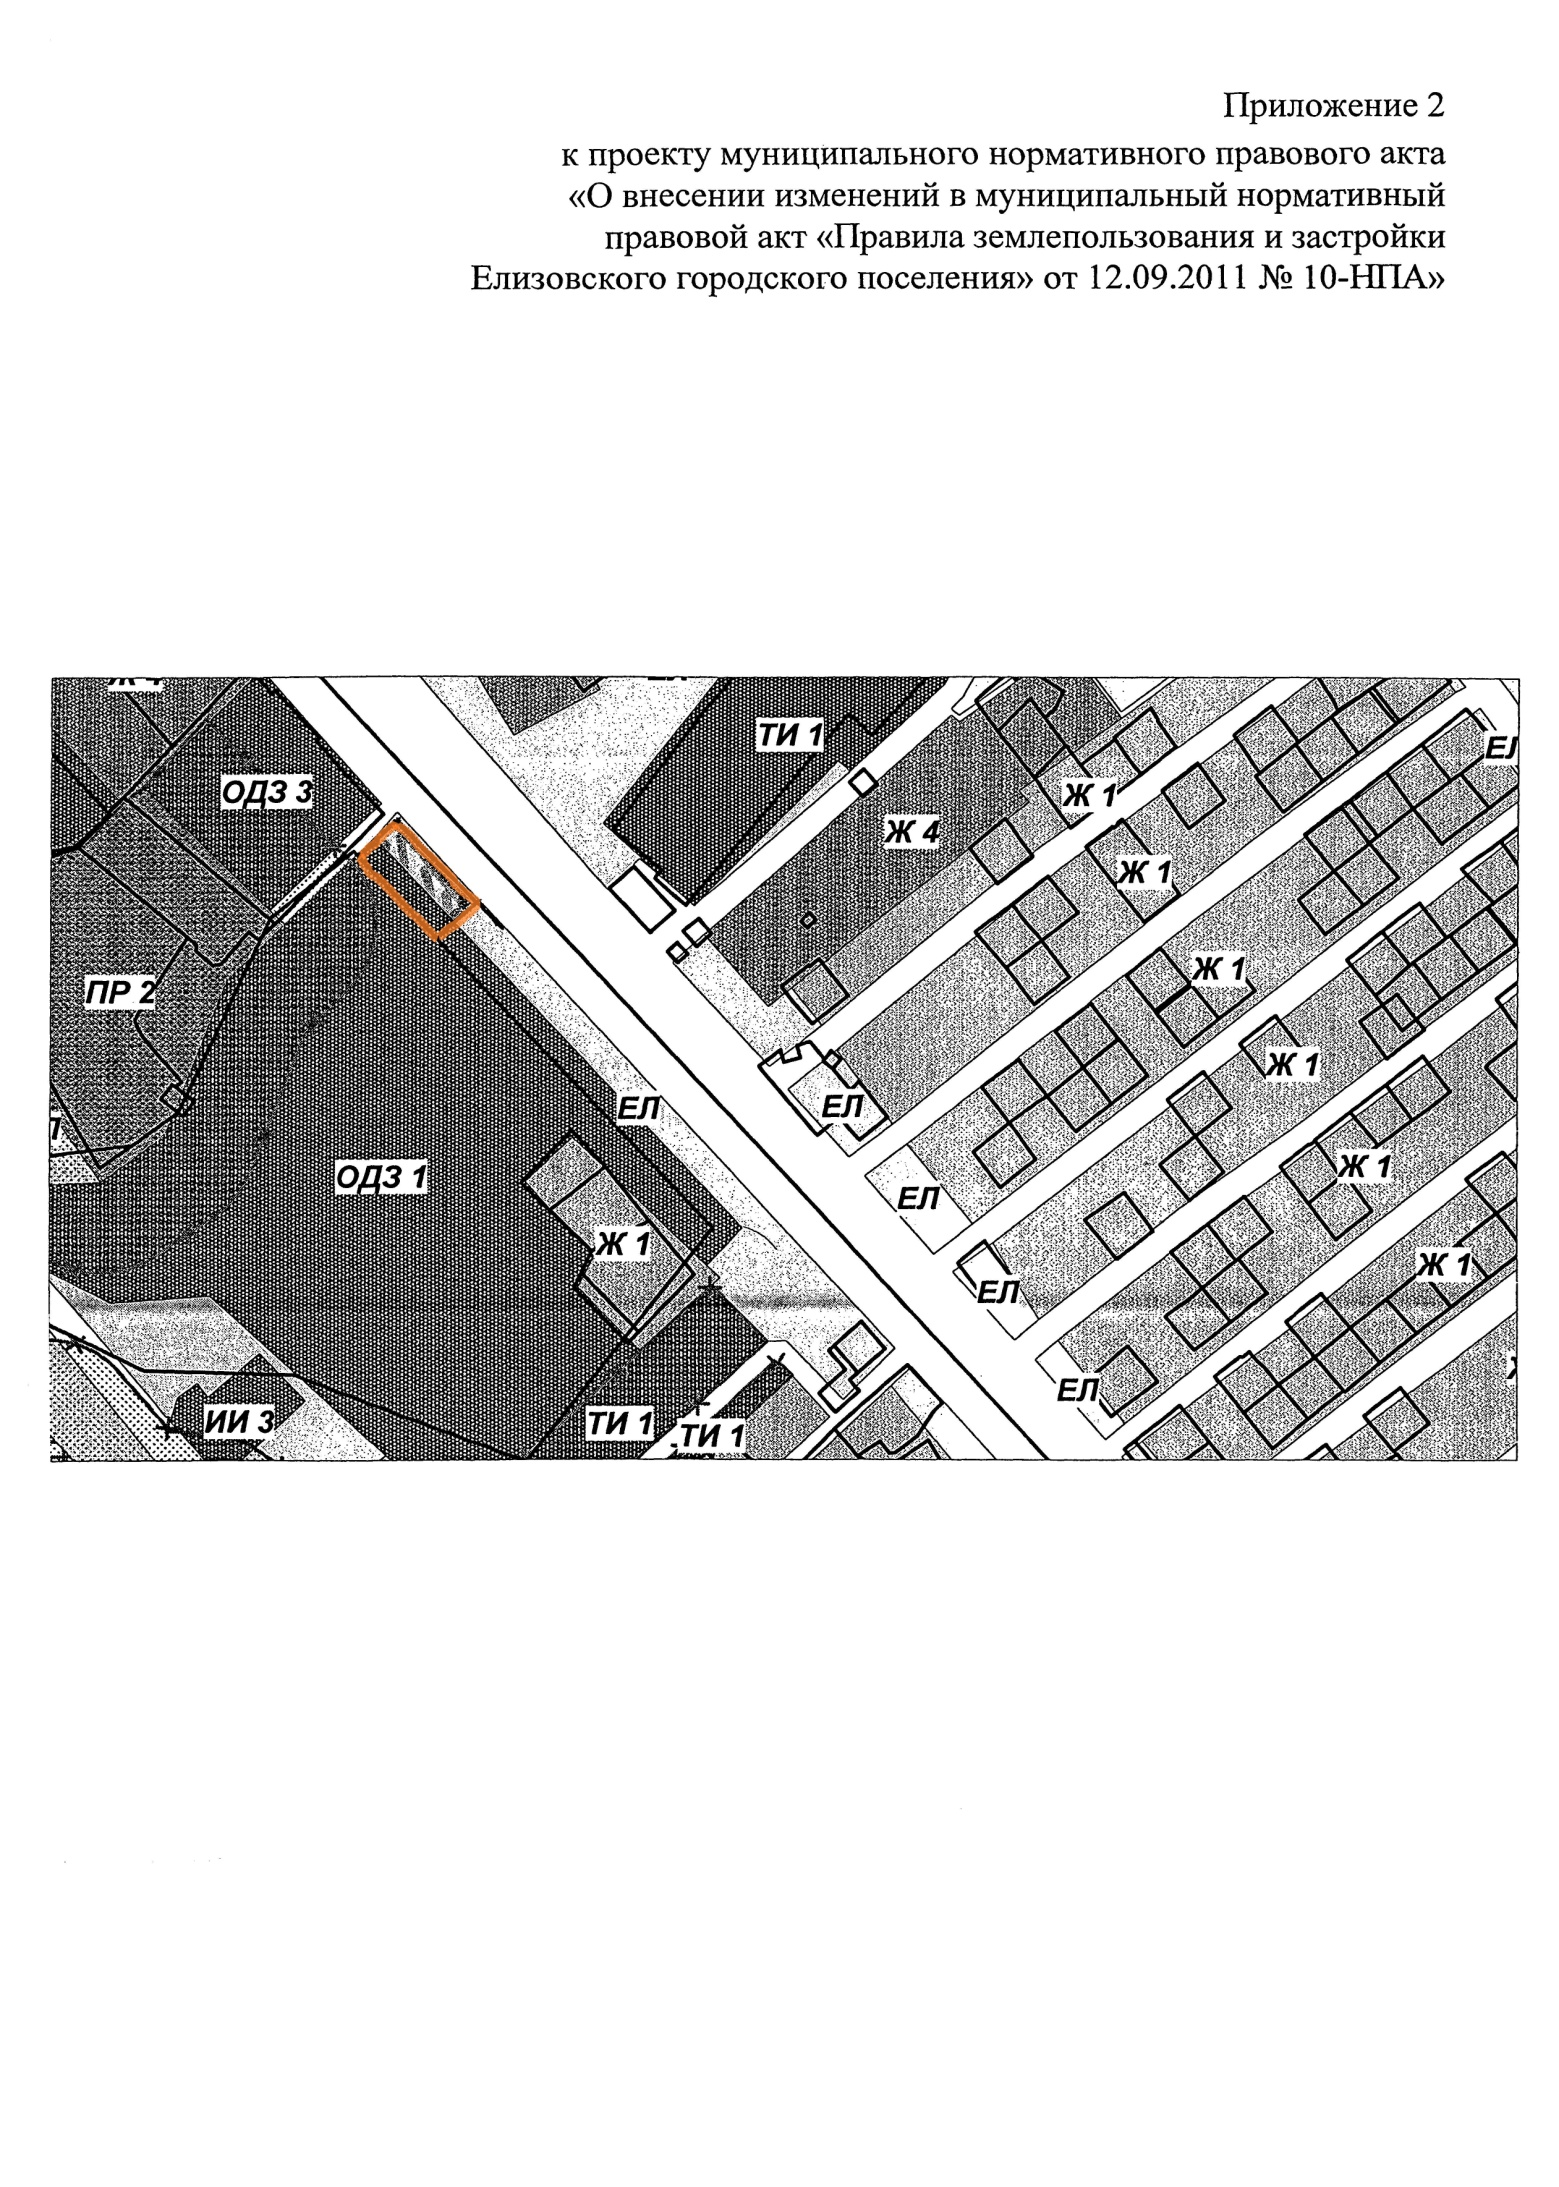 Приложение 2
к проекту муниципального нормативного правового акта
«О внесении изменений в муниципальный нормативный
правовой акт «Правила землепользования и застройки
Елизовского городского поселения» от 12.09.2011 № 10-НПА»
Ж 4
ТИ 1
ЕЛ
ОДЗ 3
Ж 1
Ж 4
Ж 1
Ж 1
ПР 2
Ж 1
ЕЛ
ЕЛ
ОДЗ 1
Ж 1
ЕЛ
Ж 1
Ж 1
ЕЛ
ЕЛ
ИИ 3
ТИ 1
ТИ 1